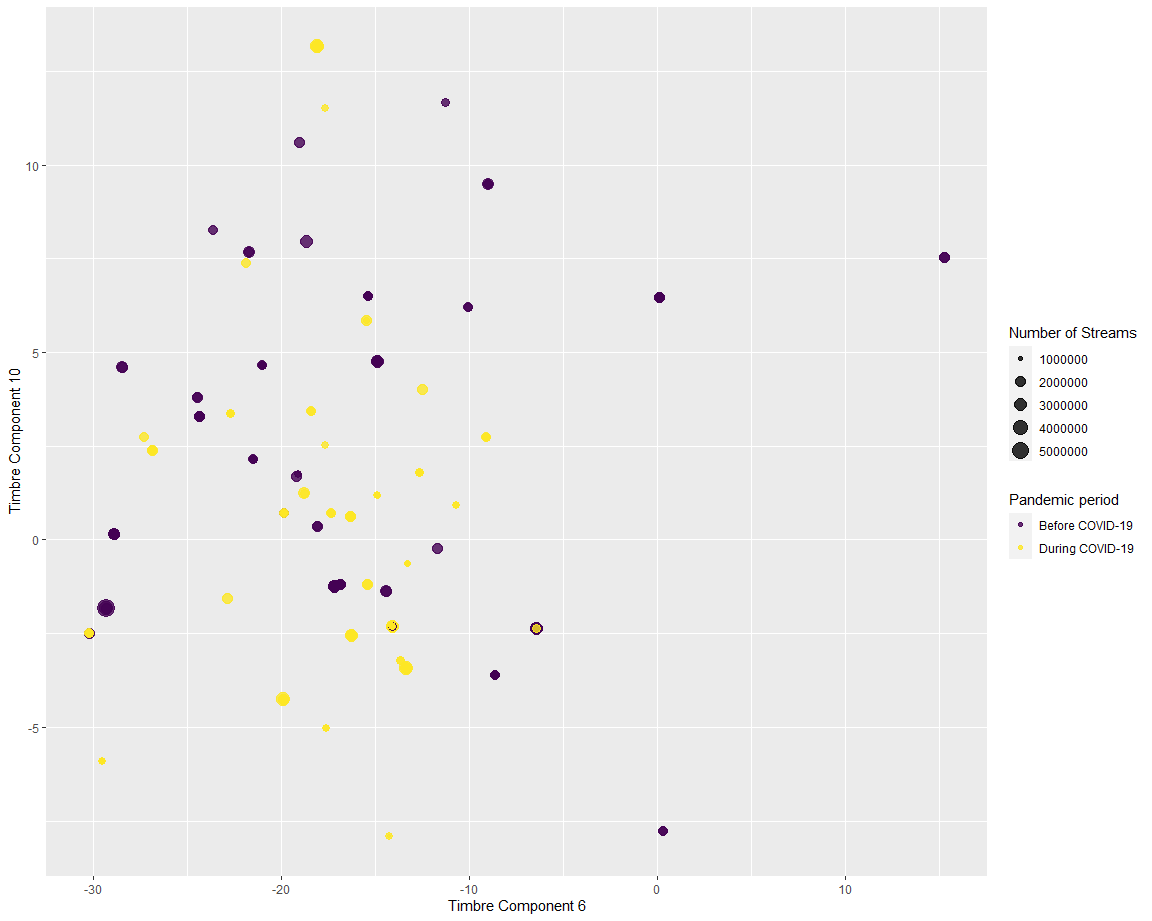 10
5
0
-5
Timbre Component 10
-30
-20
-10
0
10
Timbre Component 6
Number of Streams
1000000
2000000
3000000
4000000
5000000
Pandemic period
Before COVID-19
During COVID-19